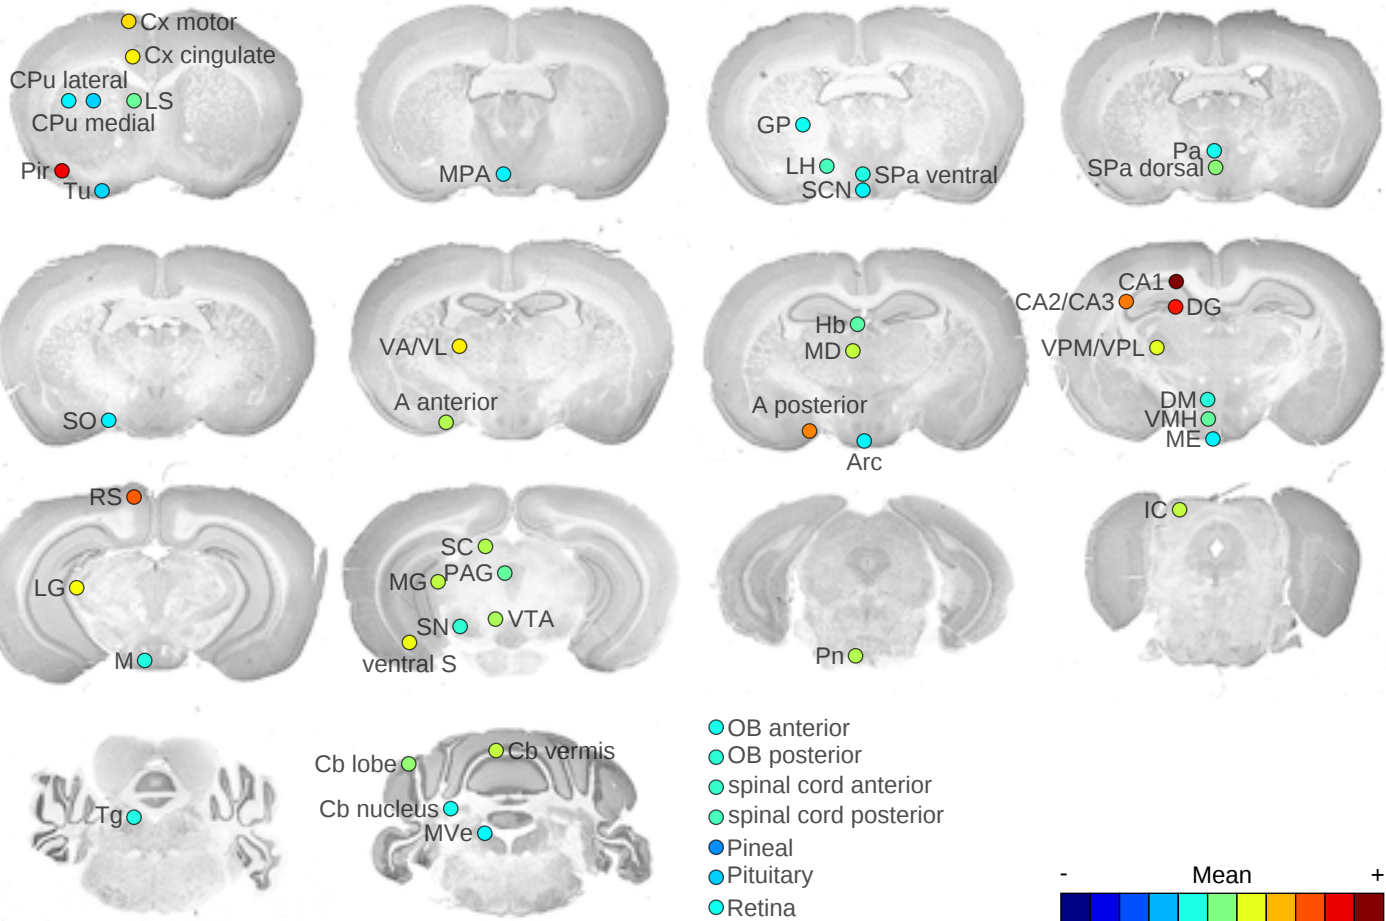 Cx motor
Cx cingulate
CPu lateral
LS
CPu medial
Pir
Tu
MPA
GP
LH
SPa ventral
SCN
Pa
SPa dorsal
SO
VA/VL
A anterior
Hb
MD
A posterior
Arc
CA1
CA2/CA3
DG
VPM/VPL
DM
VMH
ME
RS
LG
M
SC
MG
PAG
SN
VTA
ventral S
Pn
IC
Tg
Cb lobe
Cb vermis
Cb nucleus
MVe
OB anterior
OB posterior
spinal cord anterior
spinal cord posterior
Pineal
Pituitary
Retina
- Mean +